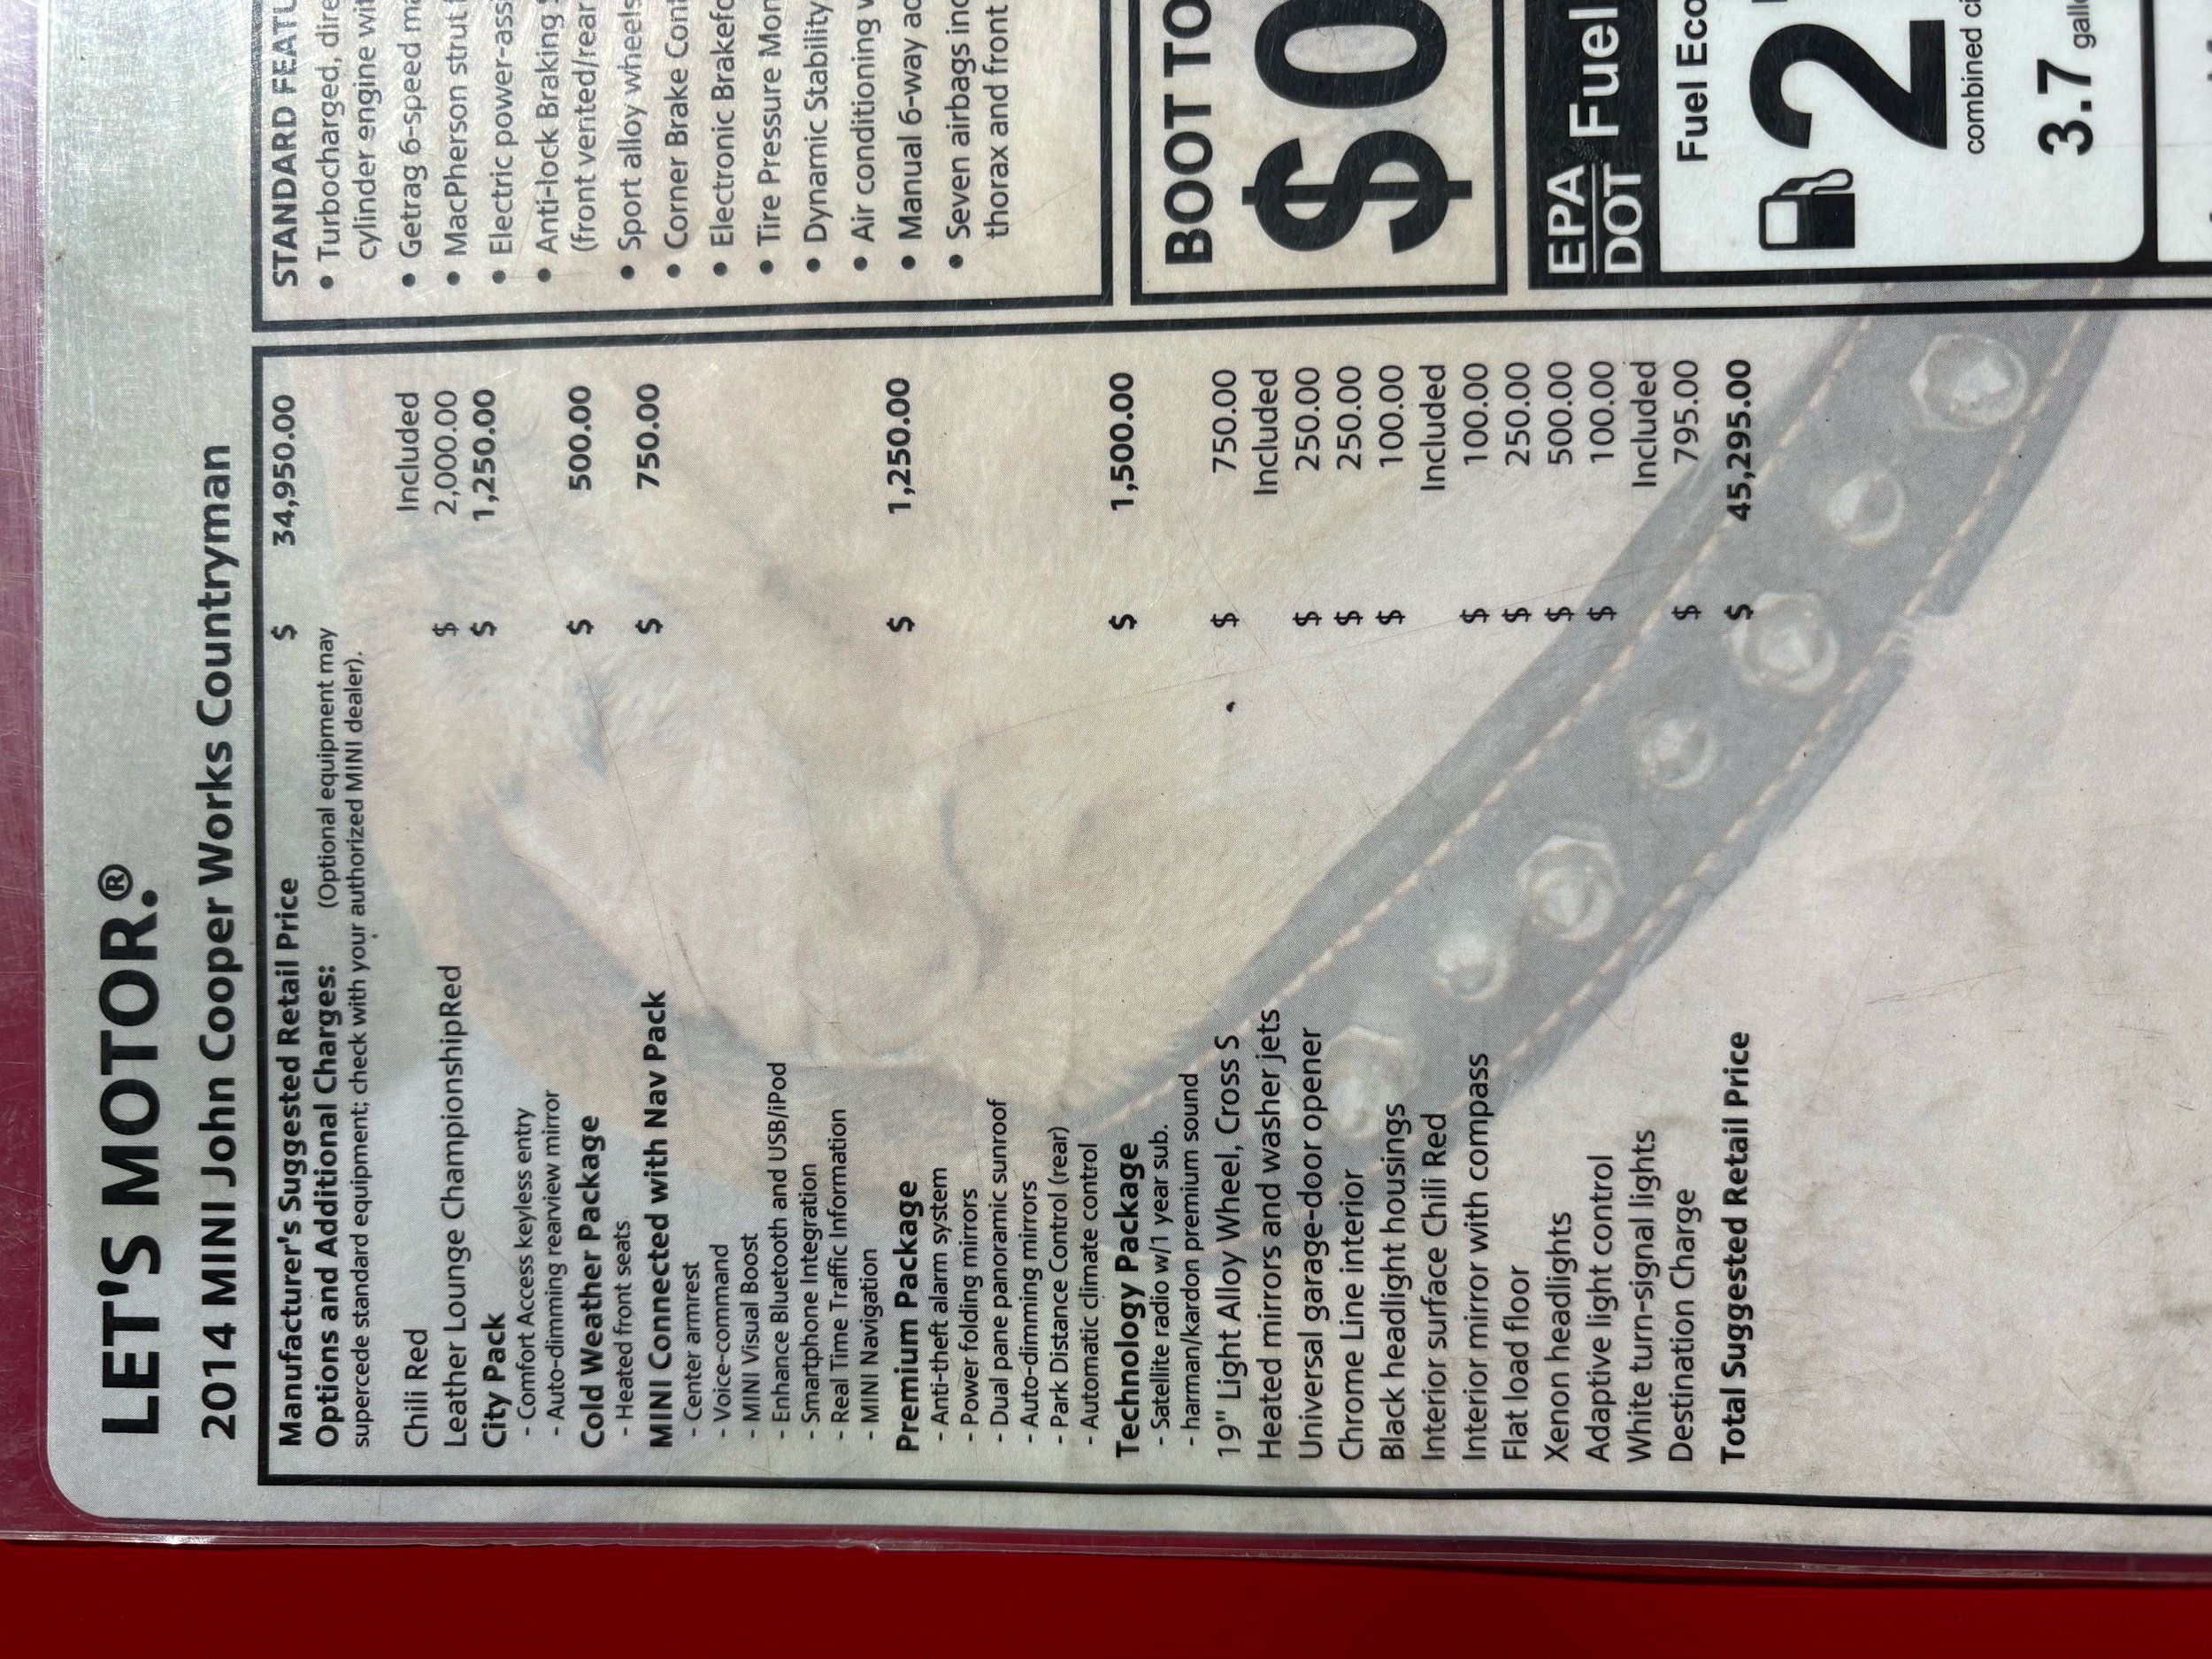 LET'S MOTOR.®
2014 MINI John Cooper Works Countryman
Manufacturer's Suggested Retail Price $ 34,950.00
Options and Additional Charges: (Optional equipment may
supercede standard equipment; check with your authorized MINI dealer).
Chili Red Included
Leather Lounge ChampionshipRed $ 2,000.00
City Pack $ 1,250.00
- Comfort Access keyless entry
- Auto-dimming rearview mirror
Cold Weather Package $ 500.00
- Heated front seats
MINI Connected with Nav Pack $ 750.00
- Center armrest
- Voice-command
- MINI Visual Boost
- Enhance Bluetooth and USB/iPod
- Smartphone Integration
- Real Time Traffic Information
- MINI Navigation
Premium Package $ 1,250.00
- Anti-theft alarm system
- Power folding mirrors
- Dual pane panoramic sunroof
- Auto-dimming mirrors
- Park Distance Control (rear)
- Automatic climate control
Technology Package $ 1,500.00
- Satellite radio w/1 year sub.
- harman/kardon premium sound
19" Light Alloy Wheel, Cross S $ 750.00
Heated mirrors and washer jets Included
Universal garage-door opener $ 250.00
Chrome Line interior $ 250.00
Black headlight housings $ 100.00
Interior surface Chili Red Included
Interior mirror with compass $ 100.00
Flat load floor $ 250.00
Xenon headlights $ 500.00
Adaptive light control $ 100.00
White turn-signal lights Included
Destination Charge $ 795.00
Total Suggested Retail Price $ 45,295.00
STANDARD
• Turbocharged,
cylinder engine
• Getrag 6-speed
• MacPherson strut
• Electric
• Anti-lock Braking
(front vented/rear
• Sport alloy wheels
• Corner Brake
• Electronic
• Tire Pressure
• Dynamic Stability
• Air conditioning
• Manual 6-way
• Seven airbags
thorax and front
BOOT TO
$0
EPA
DOT Fuel
Fuel
2
combined
3.7